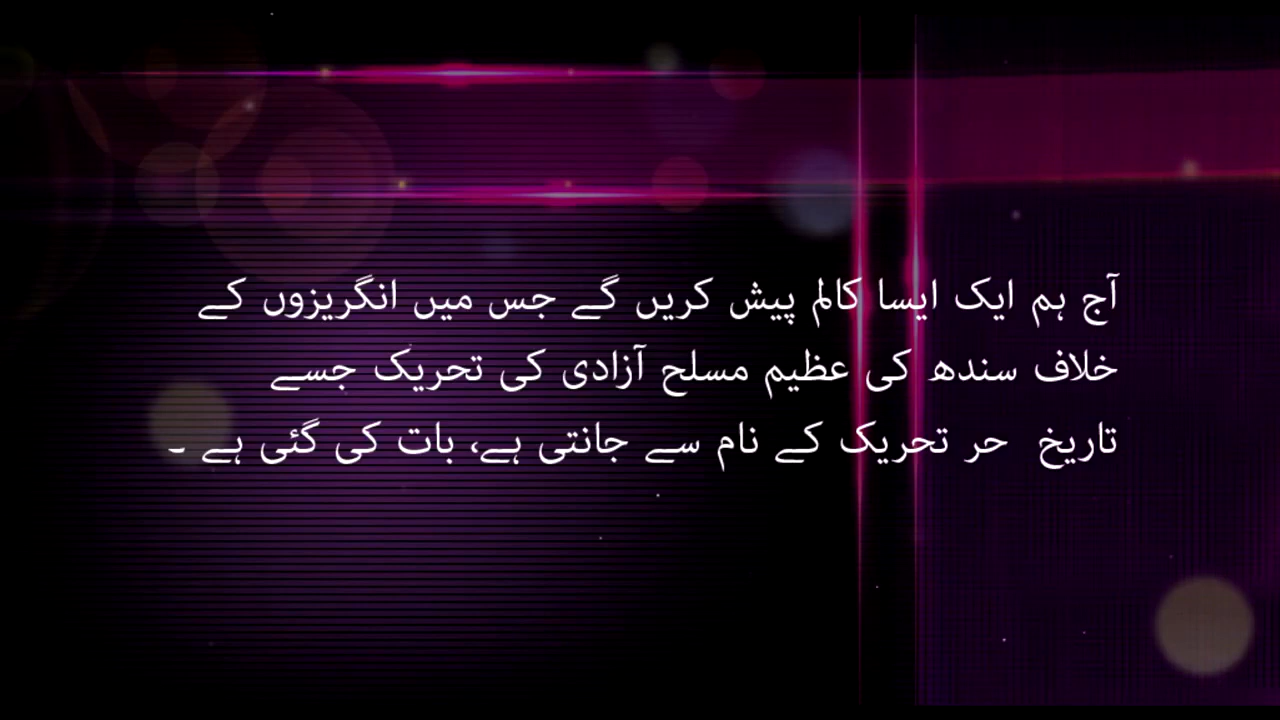 آج ہم ایک ایسا کالم پیش کریں گے جس میں انگریزوں کے
خلاف سندھ کی عظیم مسلح آزادی کی تحریک جسے
تاریخ حر تحریک کے نام سے جانتی ہے، بات کی گئی ہے ۔